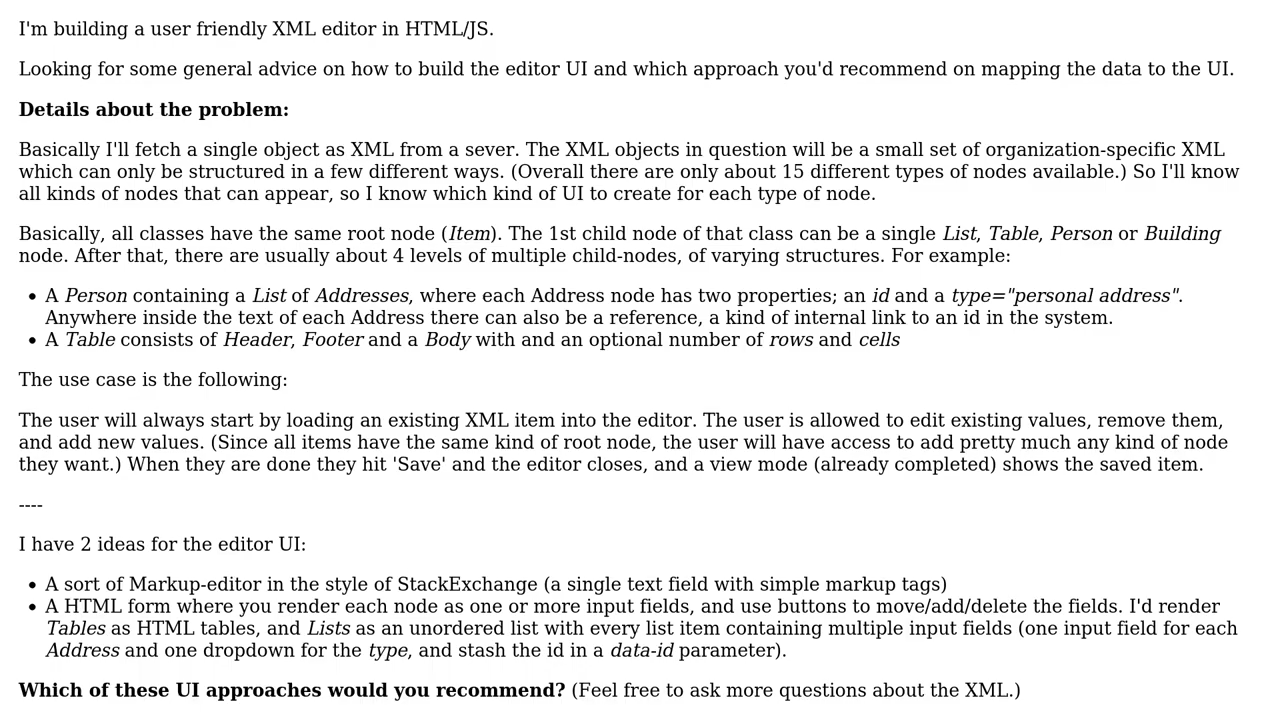 I'm building a user friendly XML editor in HTML/JS.
Looking for some general advice on how to build the editor UI and which approach you'd recommend on mapping the data to the UI.
Details about the problem:
Basically I'll fetch a single object as XML from a sever. The XML objects in question will be a small set of organization-specific XML
which can only be structured in a few different ways. (Overall there are only about 15 different types of nodes available.) So I'll know
all kinds of nodes that can appear, so I know which kind of UI to create for each type of node.
Basically, all classes have the same root node (Item). The 1st child node of that class can be a single List, Table, Person or Building
node. After that, there are usually about 4 levels of multiple child-nodes, of varying structures. For example:
• A Person containing a List of Addresses, where each Address node has two properties; an id and a type="personal address".
Anywhere inside the text of each Address there can also be a reference, a kind of internal link to an id in the system.
• A Table consists of Header, Footer and a Body with and an optional number of rows and cells
The use case is the following:
The user will always start by loading an existing XML item into the editor. The user is allowed to edit existing values, remove them,
and add new values. (Since all items have the same kind of root node, the user will have access to add pretty much any kind of node
they want.) When they are done they hit 'Save' and the editor closes, and a view mode (already completed) shows the saved item.
----
I have 2 ideas for the editor UI:
• A sort of Markup-editor in the style of StackExchange (a single text field with simple markup tags)
• A HTML form where you render each node as one or more input fields, and use buttons to move/add/delete the fields. I'd render
Tables as HTML tables, and Lists as an unordered list with every list item containing multiple input fields (one input field for each
Address and one dropdown for the type, and stash the id in a data-id parameter).
Which of these UI approaches would you recommend? (Feel free to ask more questions about the XML.)